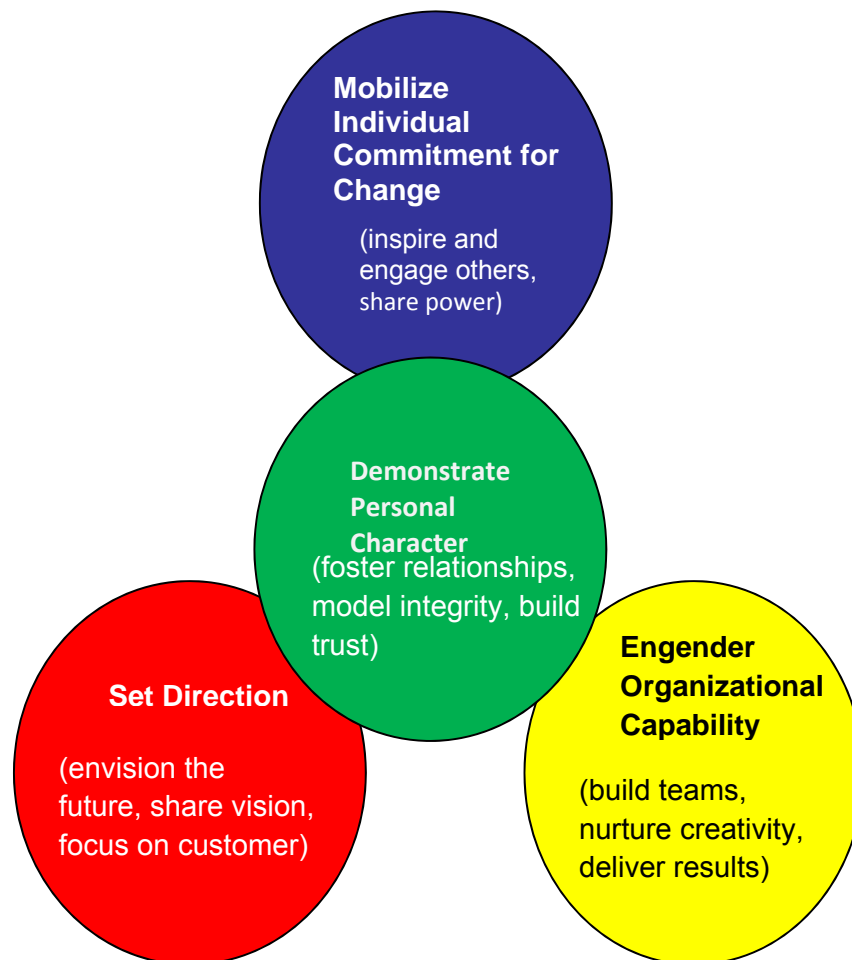 Mobilize
Individual
Commitment for
Change
(inspire and
engage others,
share power)
Demonstrate
Personal
Character
(foster relationships,
model integrity, build
trust)
Set Direction
(envision the
future, share vision,
focus on customer)
Engender
Organizational
Capability
(build teams,
nurture creativity,
deliver results)